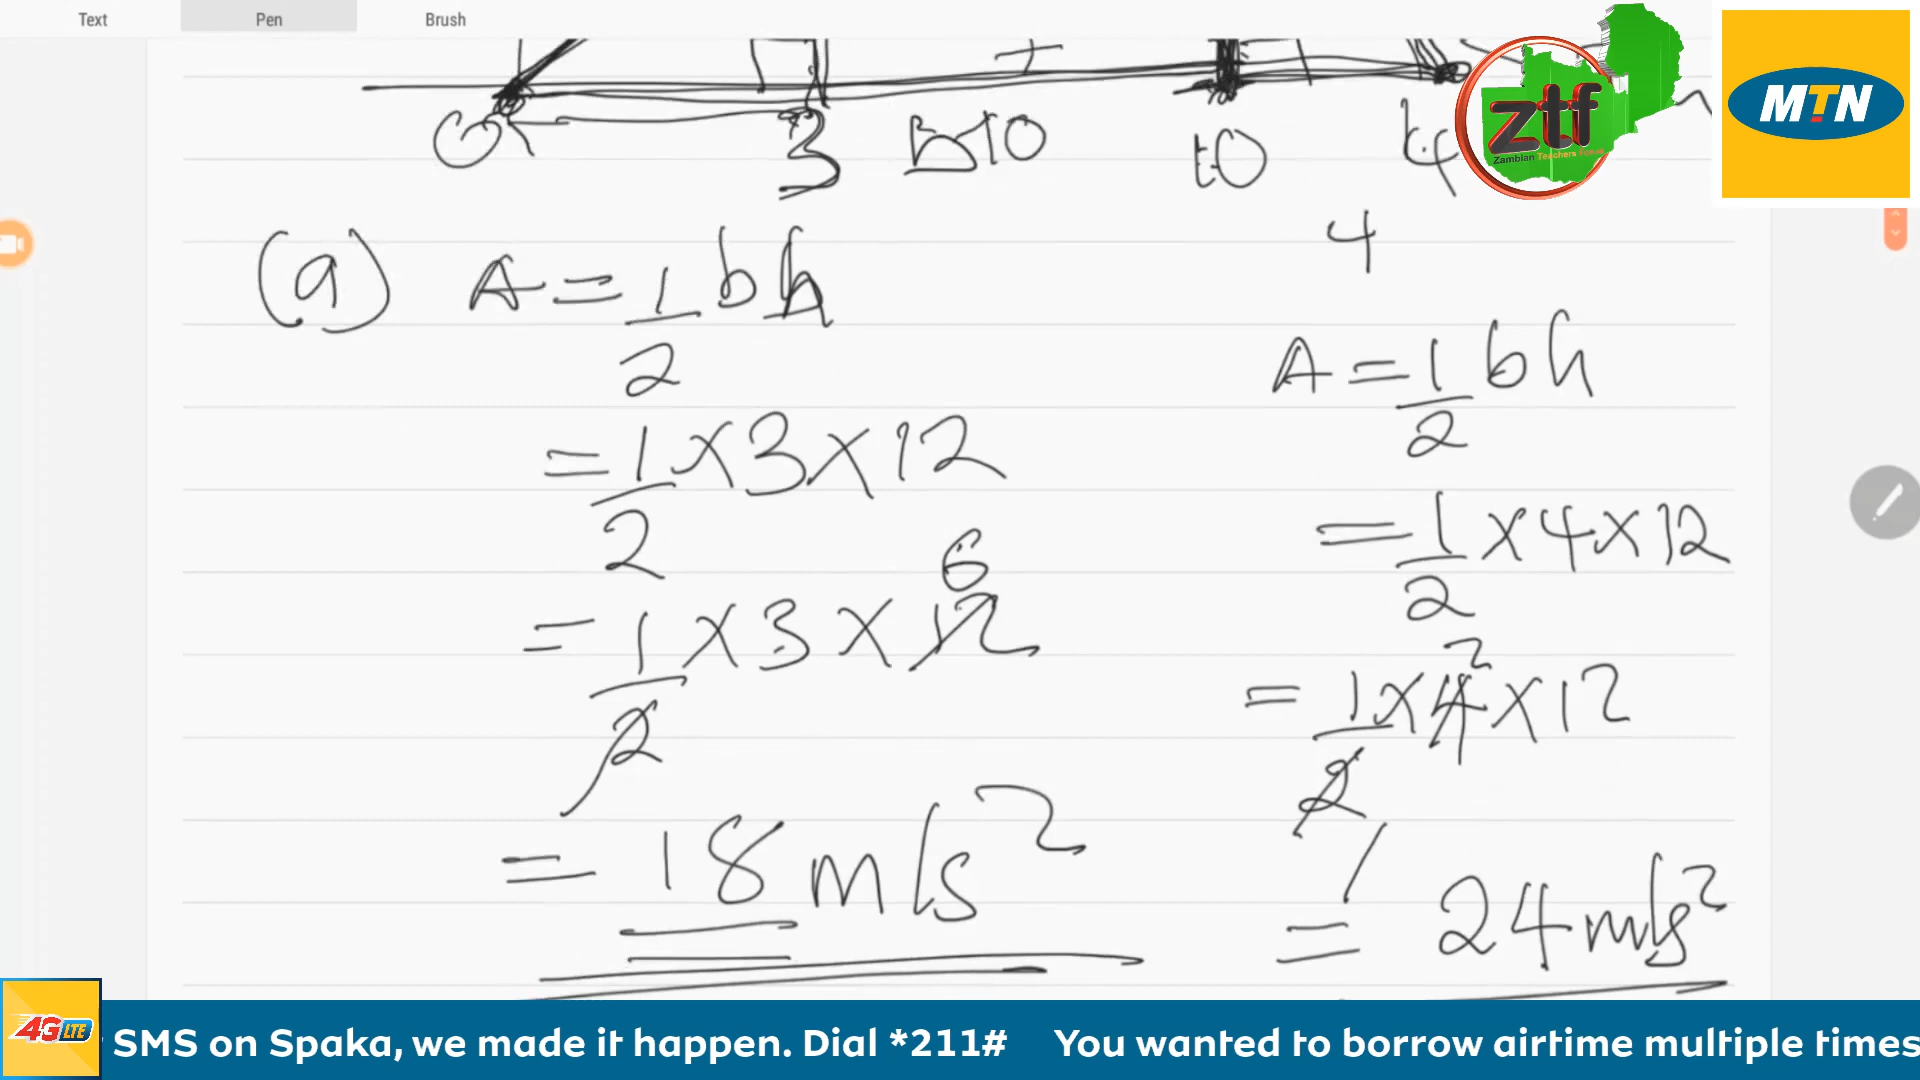 Text Pen Brush
ztf
Zambian Teachers Forum
MTN
0 3 10 10
4
(a) A = 1/2 bh
= 1/2 × 3 × 12
= 1/2 × 3 × 12 6
= 18 m/s²
A = 1/2 bh
= 1/2 × 4 × 12
= 1/2 × 4 2 × 12
= 24 m/s²
4G LTE
SMS on Spaka, we made it happen. Dial *211# You wanted to borrow airtime multiple times